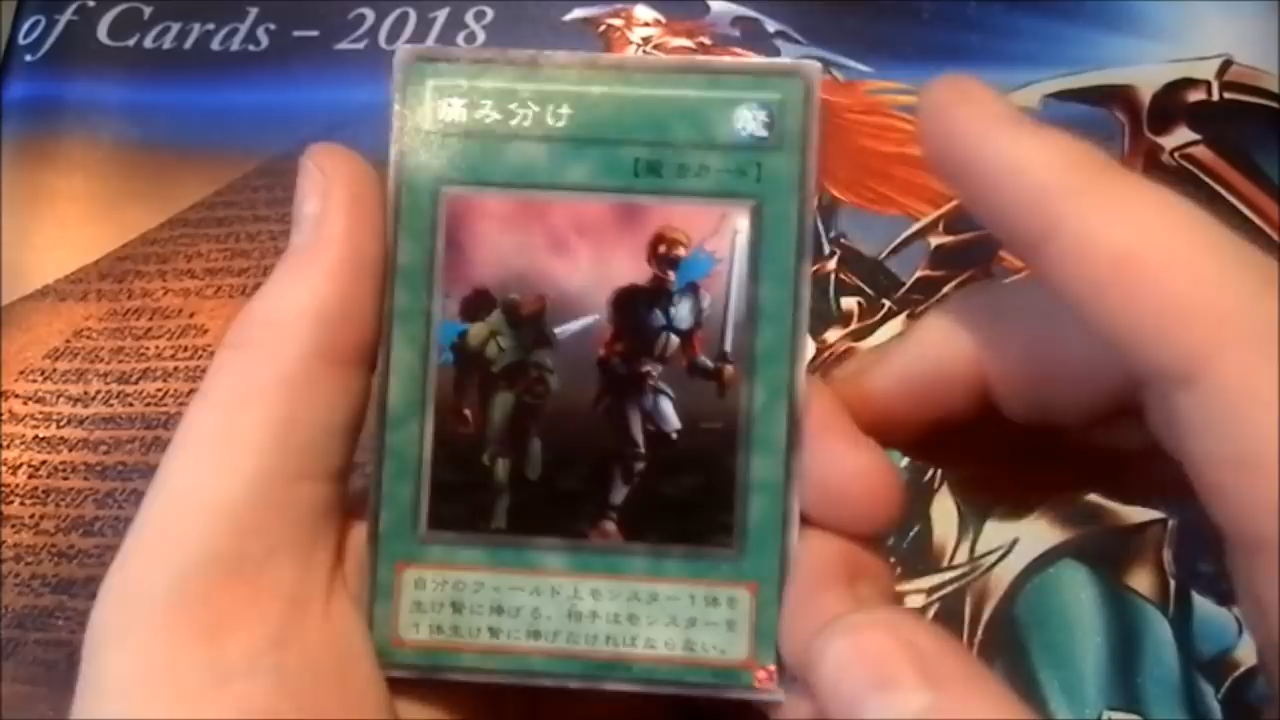 of Cards - 2018
痛み分け
魔
【魔法カード】
自分のフィールド上モンスター1体を
生け贄に捧げる。相手はモンスターを
1体生け贄に捧げなければならない。